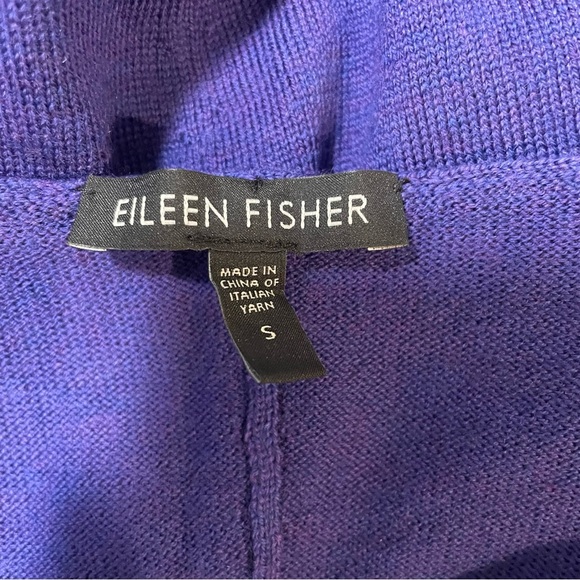 EILEEN FISHER
MADE IN
CHINA OF
ITALIAN
YARN
S